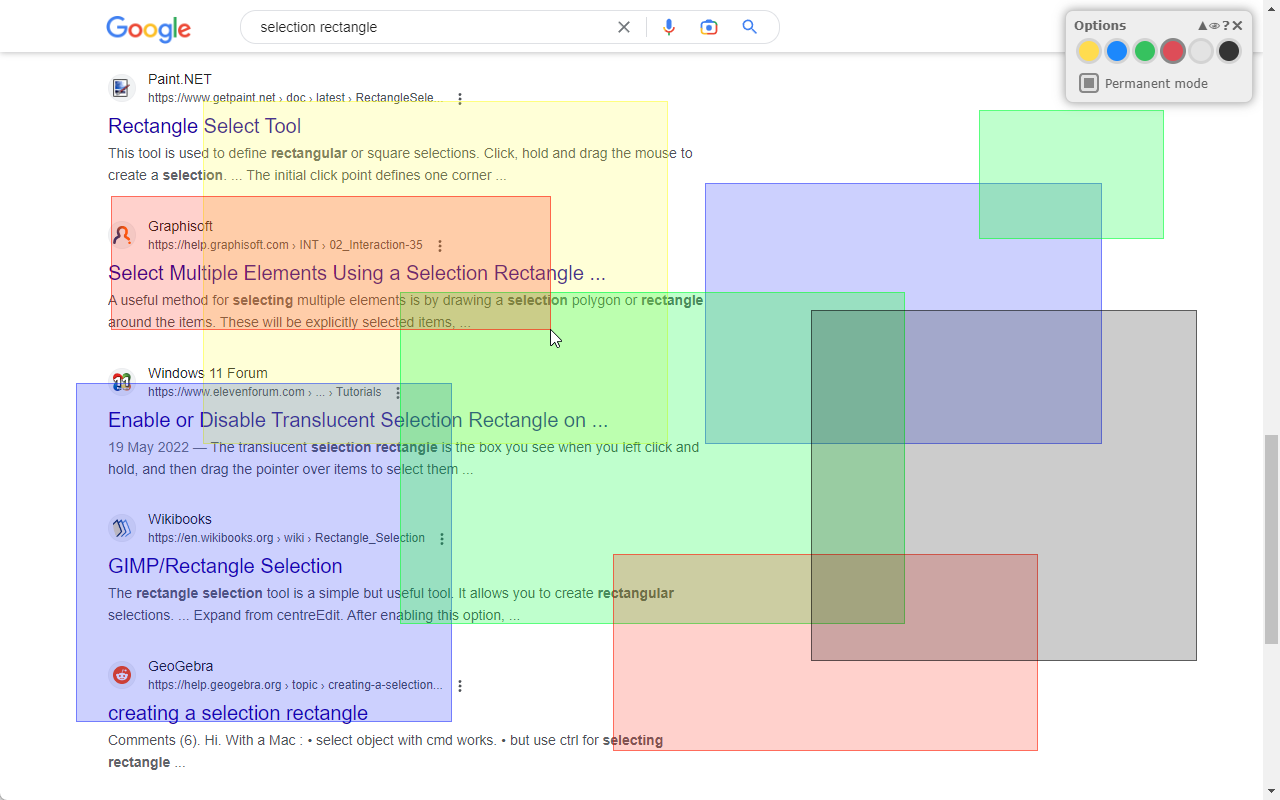 Google
selection rectangle
Options
?
Permanent mode
Paint.NET
https://www.getpaint.net › doc › latest › RectangleSele...
Rectangle Select Tool
This tool is used to define rectangular or square selections. Click, hold and drag the mouse to
create a selection. ... The initial click point defines one corner ...
Graphisoft
https://help.graphisoft.com › INT › 02_Interaction-35
Select Multiple Elements Using a Selection Rectangle ...
A useful method for selecting multiple elements is by drawing a selection polygon or rectangle
around the items. These will be explicitly selected items, ...
11
Windows 11 Forum
https://www.elevenforum.com › ... › Tutorials
Enable or Disable Translucent Selection Rectangle on ...
19 May 2022 — The translucent selection rectangle is the box you see when you left click and
hold, and then drag the pointer over items to select them ...
Wikibooks
https://en.wikibooks.org › wiki › Rectangle_Selection
GIMP/Rectangle Selection
The rectangle selection tool is a simple but useful tool. It allows you to create rectangular
selections. ... Expand from centreEdit. After enabling this option, ...
GeoGebra
https://help.geogebra.org › topic › creating-a-selection...
creating a selection rectangle
Comments (6). Hi. With a Mac : • select object with cmd works. • but use ctrl for selecting
rectangle ...